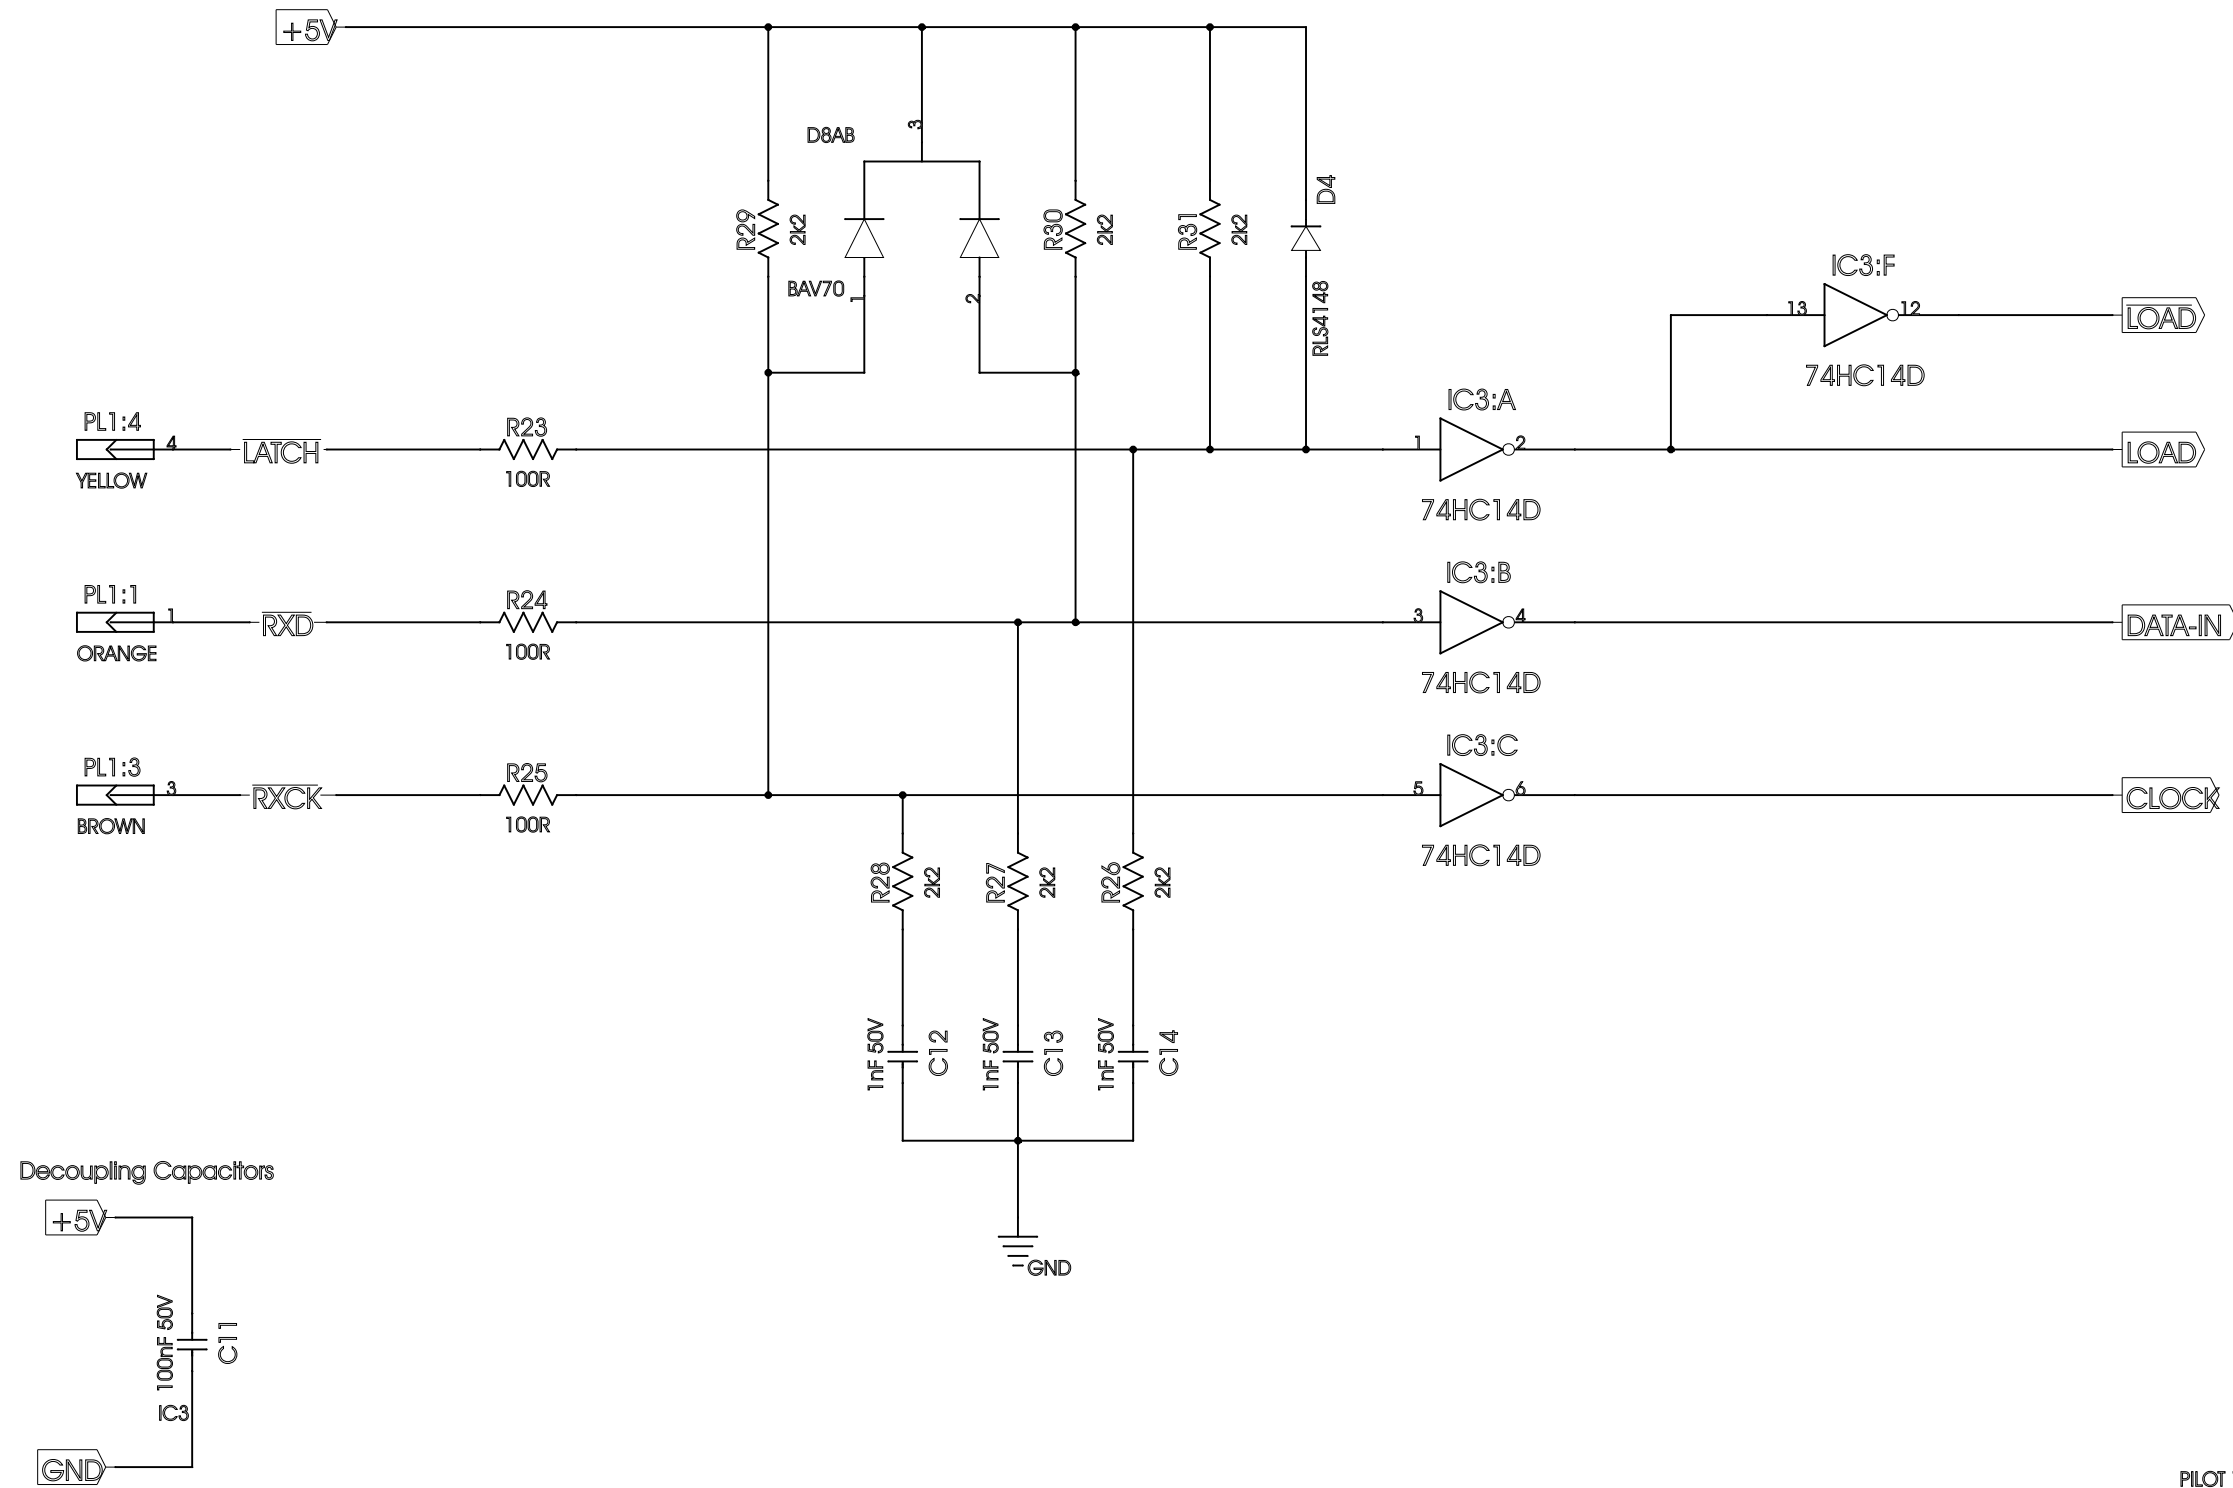 +5V
D8AB
3
D4
R29
2k2
R30
2k2
R31
2k2
BAV70
1
2
RLS4148
IC3:F
13
12
LOAD
74HC14D
PL1:4
4
LATCH
YELLOW
R23
100R
IC3:A
1
2
LOAD
74HC14D
PL1:1
1
RXD
ORANGE
R24
100R
IC3:B
3
4
DATA-IN
74HC14D
PL1:3
3
RXCK
BROWN
R25
100R
IC3:C
5
6
CLOCK
74HC14D
R28
2k2
R27
2k2
R26
2k2
1nF 50V
C12
1nF 50V
C13
1nF 50V
C14
GND
Decoupling Capacitors
+5V
100nF 50V
C11
IC3
GND
PILOT